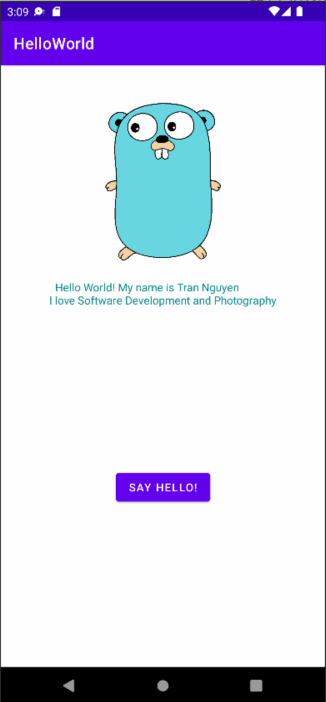 3:09
HelloWorld
Hello World! My name is Tran Nguyen
I love Software Development and Photography
SAY HELLO!